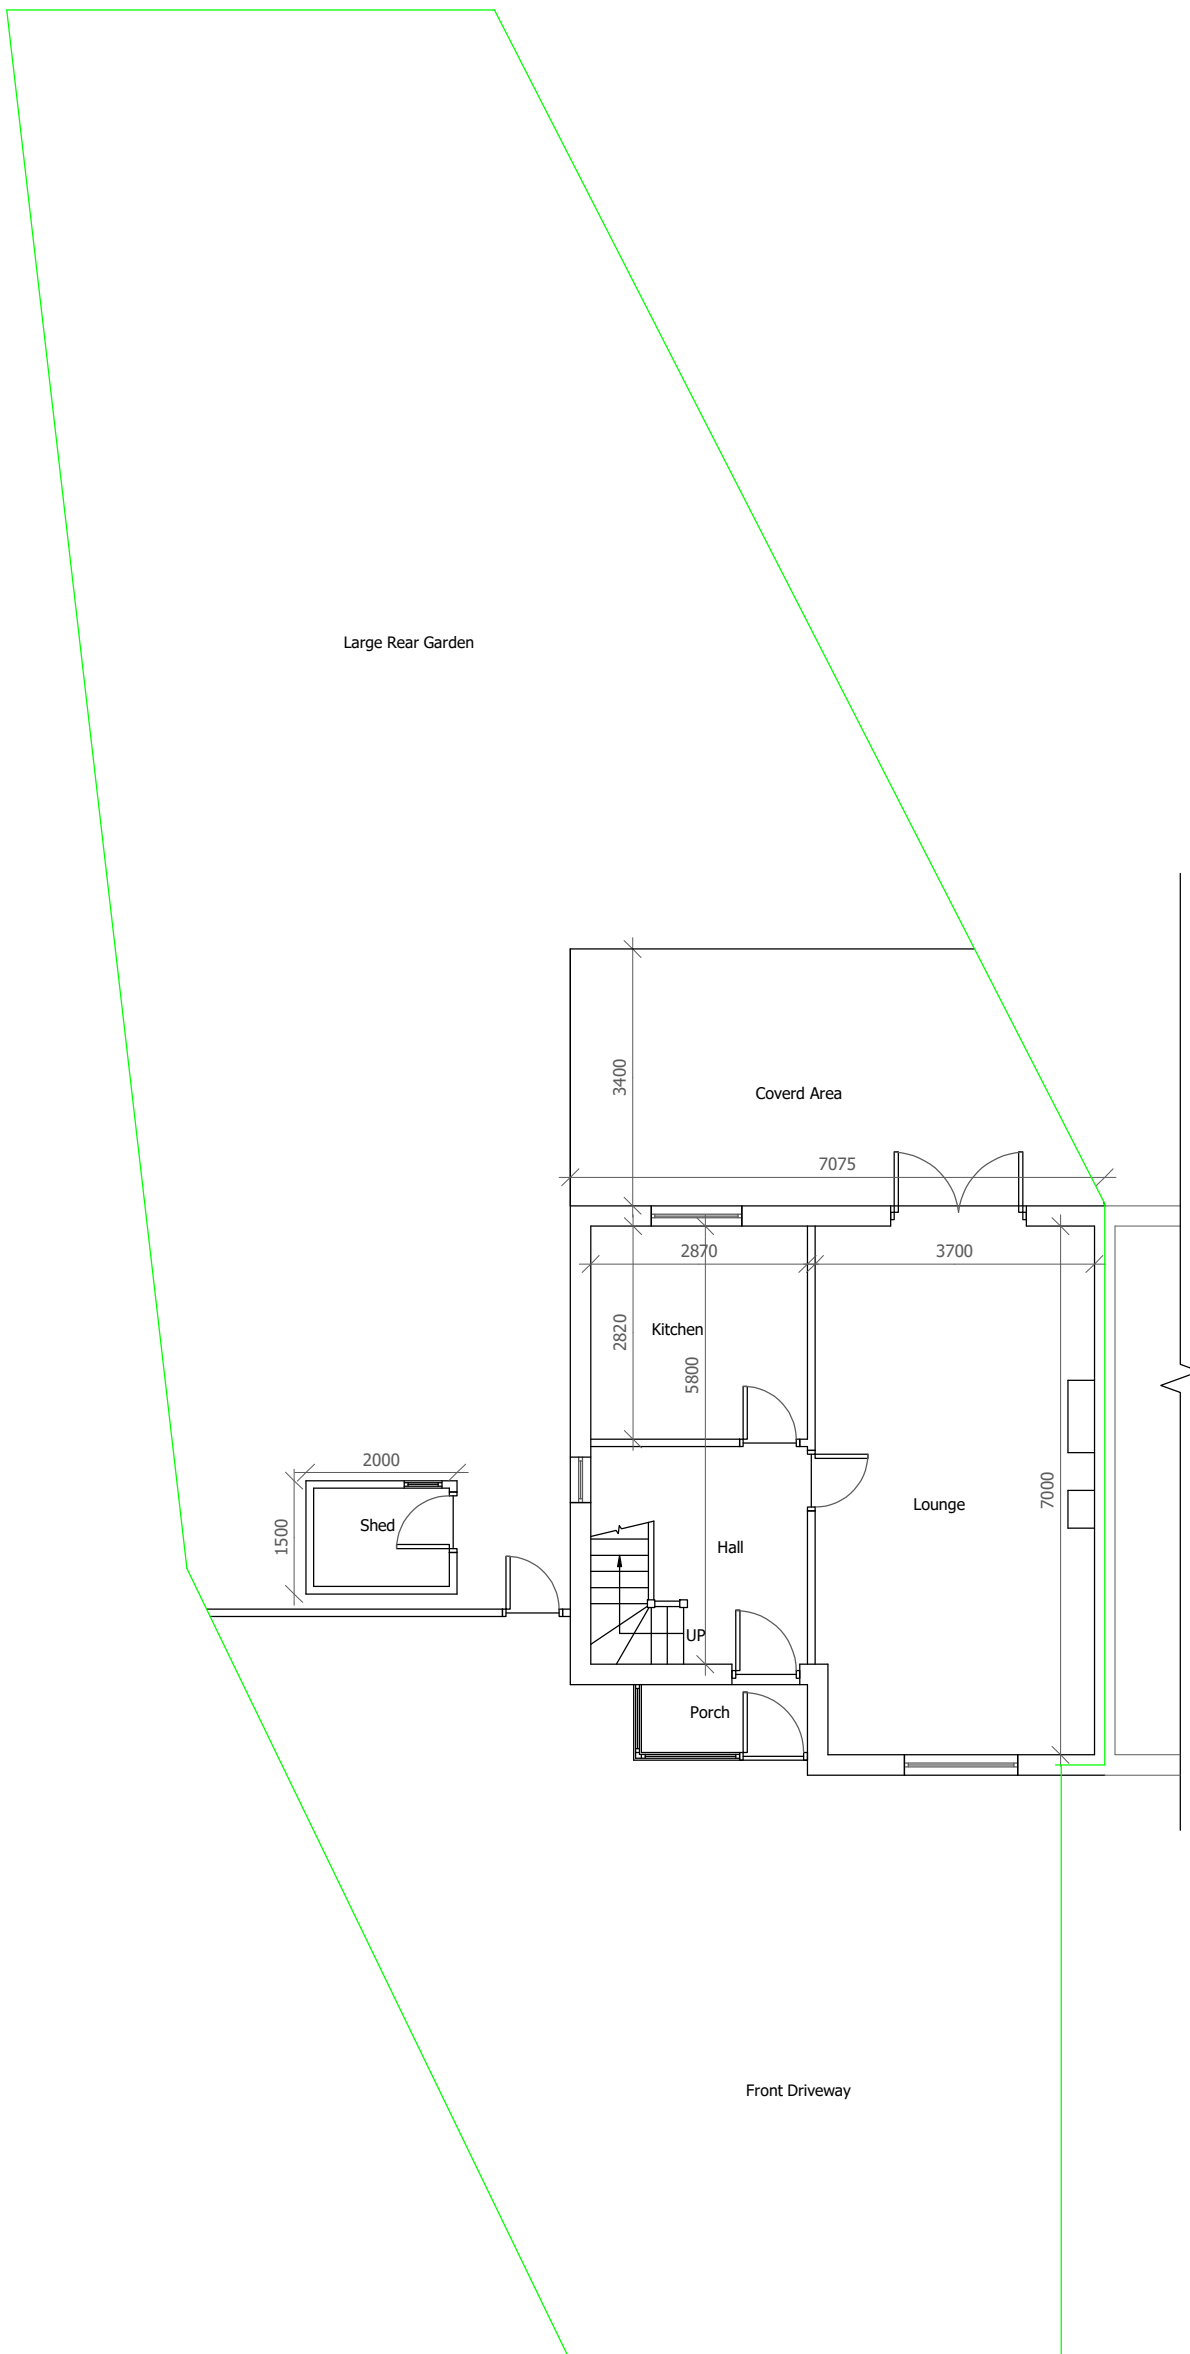 Large Rear Garden
3400
Coverd Area
7075
2870
3700
2820
Kitchen
5800
2000
1500
Shed
Hall
Lounge
7000
UP
Porch
Front Driveway